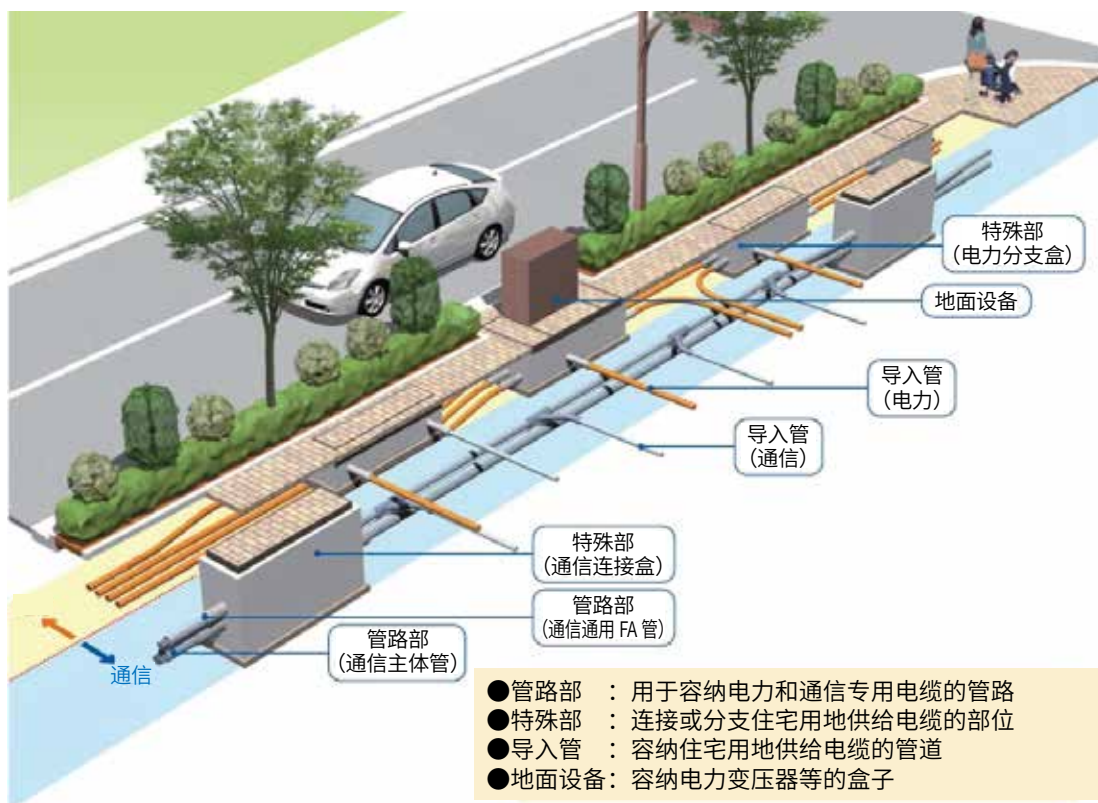 特殊部
（电力分支盒）
地面设备
导入管
（电力）
导入管
（通信）
特殊部
（通信连接盒）
管路部
（通信通用 FA 管）
管路部
（通信主体管）
通信
●管路部 ：用于容纳电力和通信专用电缆的管路
●特殊部 ：连接或分支住宅用地供给电缆的部位
●导入管 ：容纳住宅用地供给电缆的管道
●地面设备：容纳电力变压器等的盒子